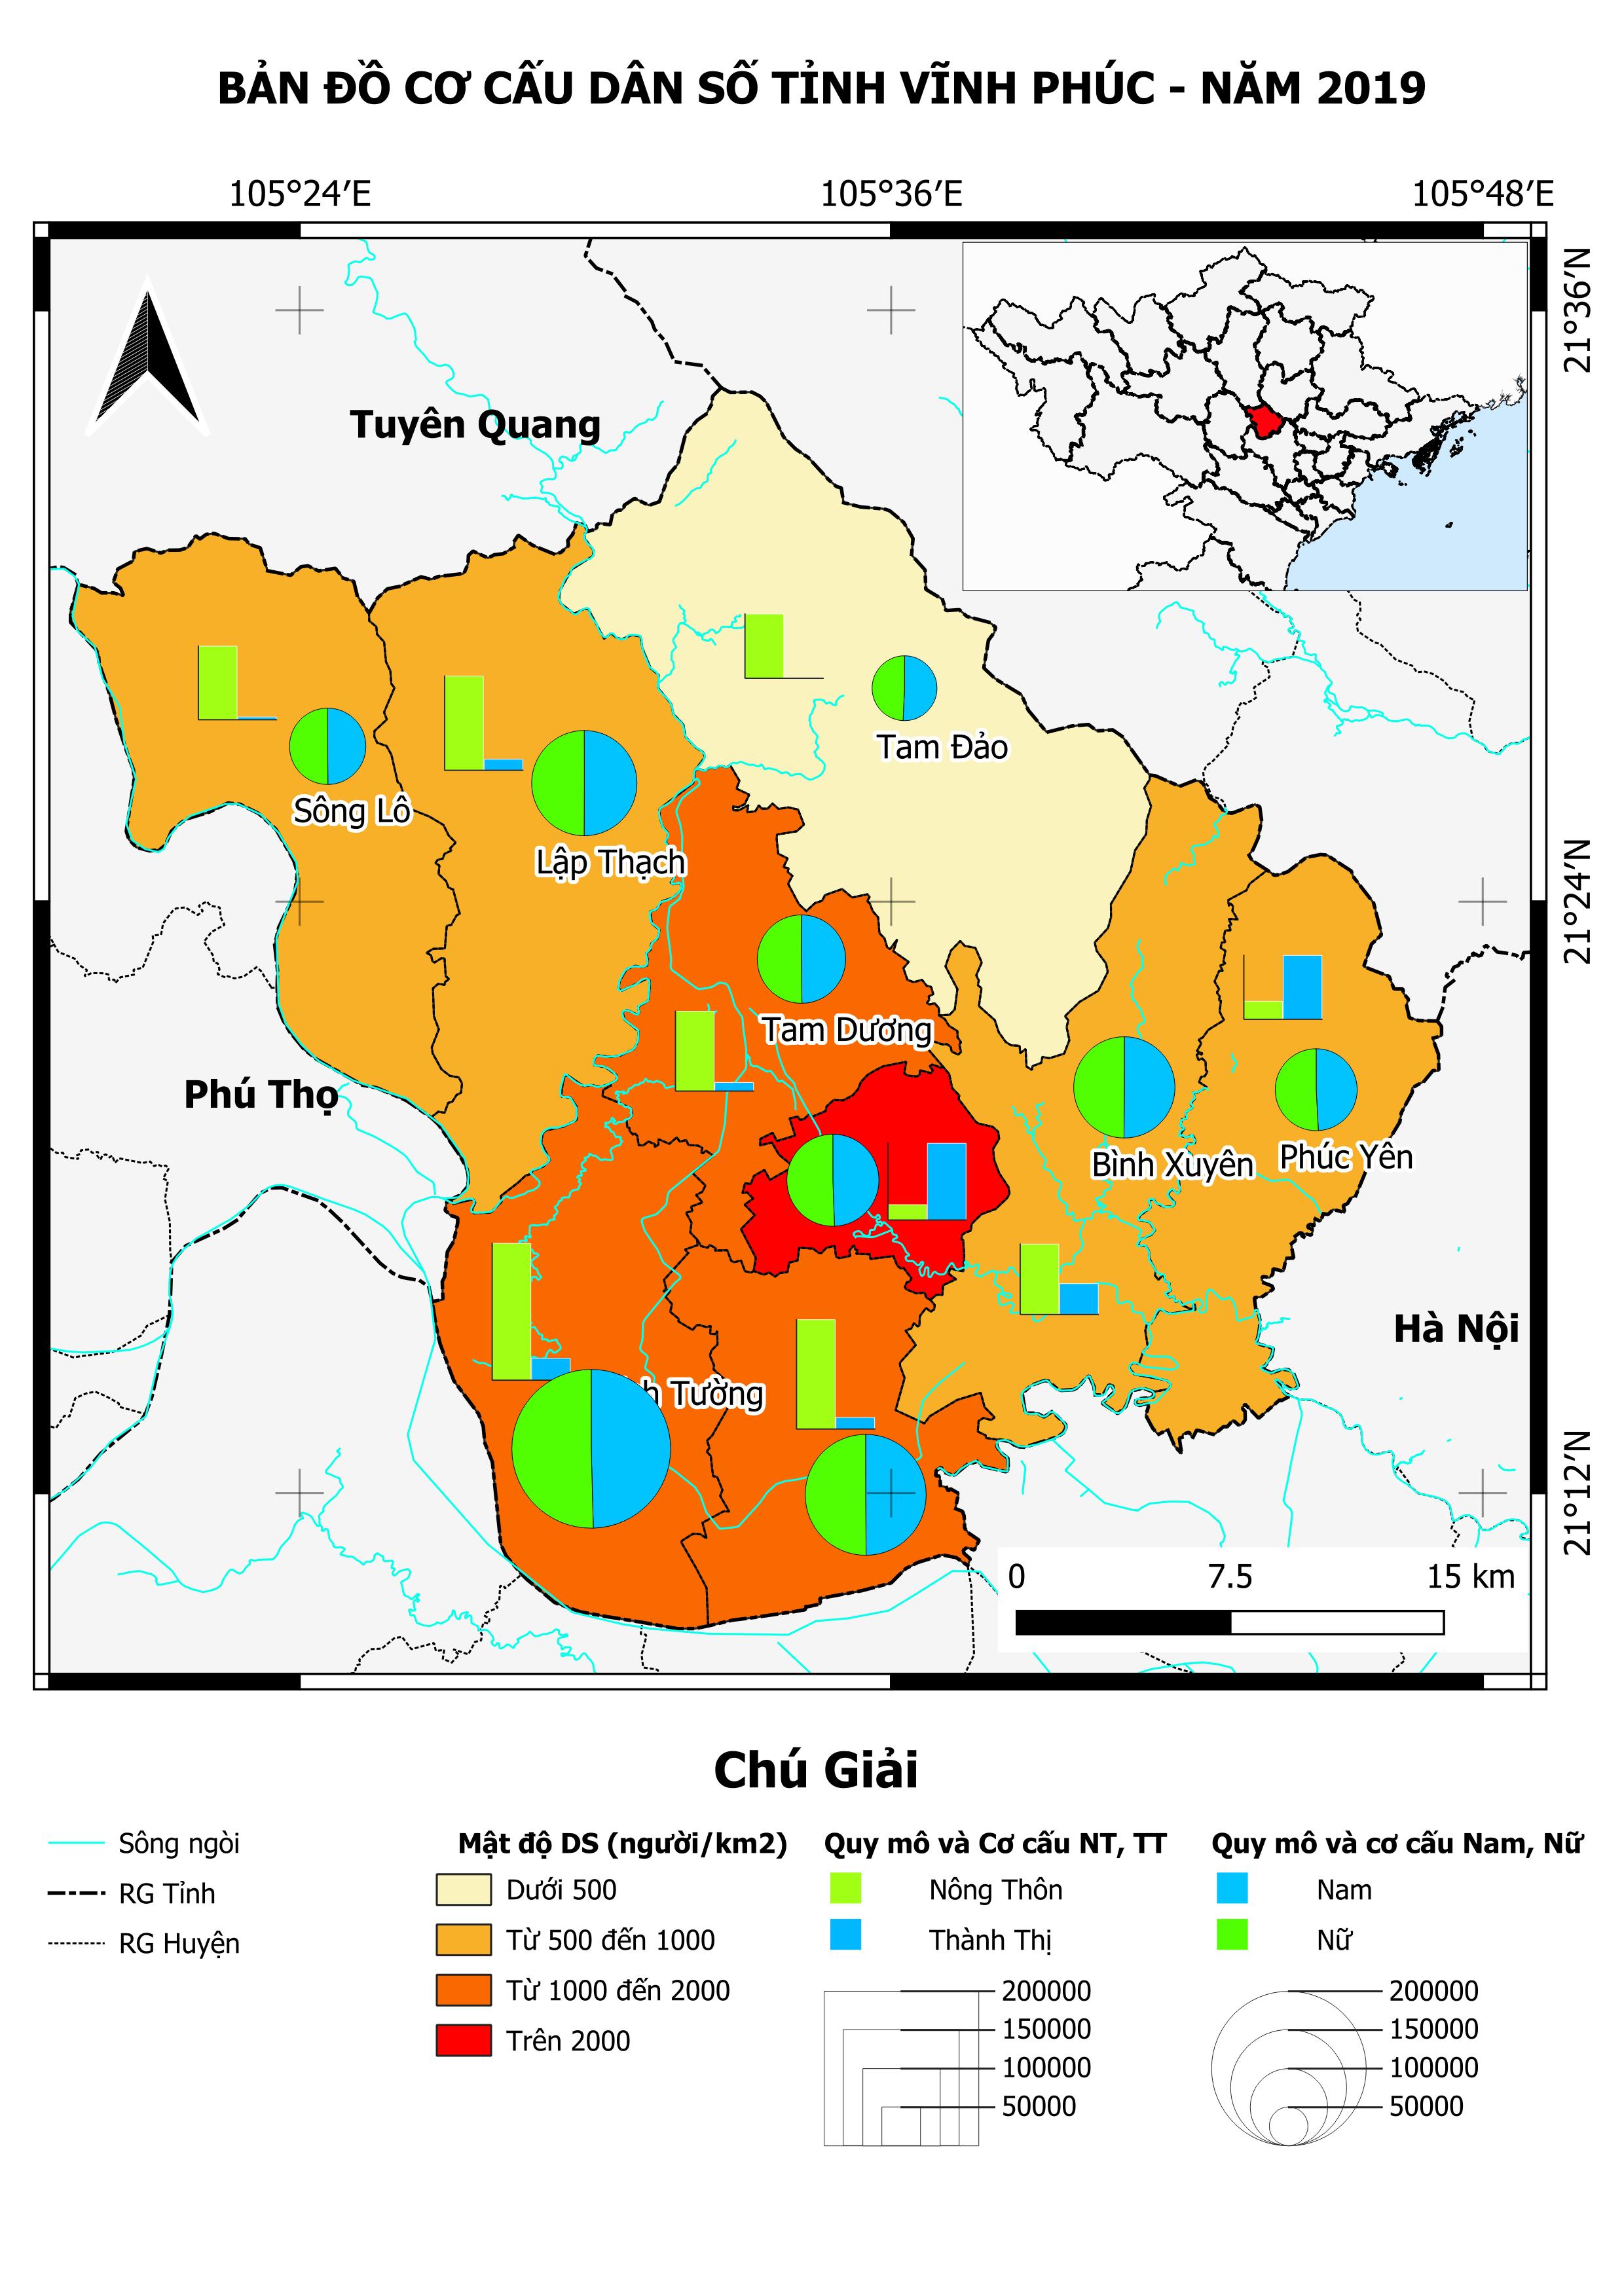 BẢN ĐỒ CƠ CẤU DÂN SỐ TỈNH VĨNH PHÚC - NĂM 2019
105°24′E 105°36′E 105°48′E
21°36′N
Tuyên Quang
Tam Đảo
Sông Lô
Lập Thạch
21°24′N
Tam Dương
Phú Thọ
Bình Xuyên
Phúc Yên
Hà Nội
Tường
21°12′N
0 7.5 15 km
Chú Giải
Sông ngòi
RG Tỉnh
RG Huyện
Mật độ DS (người/km2)
Dưới 500
Từ 500 đến 1000
Từ 1000 đến 2000
Trên 2000
Quy mô và Cơ cấu NT, TT
Nông Thôn
Thành Thị
200000
150000
100000
50000
Quy mô và cơ cấu Nam, Nữ
Nam
Nữ
200000
150000
100000
50000